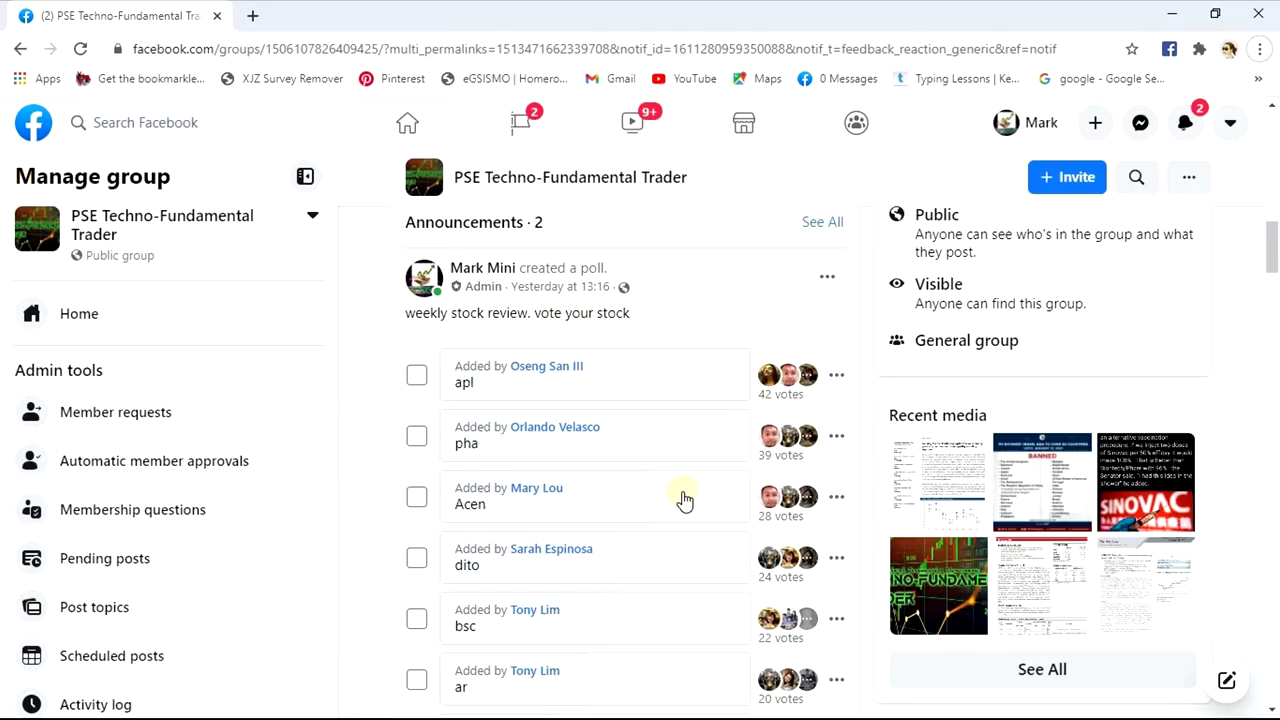 (2) PSE Techno-Fundamental Tra
facebook.com/groups/1506107826409425/?multi_permalinks=1513471662339708&notif_id=1611280959350088&notif_t=feedback_reaction_generic&ref=notif
Apps
Get the bookmarkle...
XJZ Survey Remover
Pinterest
eGSISMO | Homero...
Gmail
YouTube
Maps
0 Messages
Typing Lessons | Ke...
google - Google Se...
Search Facebook
2
9+
Mark
2
Manage group
PSE Techno-Fundamental
Trader
Public group
Home
Admin tools
Member requests
Automatic member approvals
Membership questions
Pending posts
Post topics
Scheduled posts
Activity log
PSE Techno-Fundamental Trader
+ Invite
Announcements · 2
See All
Mark Mini created a poll.
Admin · Yesterday at 13:16 ·
weekly stock review. vote your stock
Added by Oseng San III
apl
42 votes
Added by Orlando Velasco
pha
39 votes
Added by Mary Lou
Acen
28 votes
Added by Sarah Espinosa
24 votes
Added by Tony Lim
22 votes
Added by Tony Lim
ar
20 votes
Public
Anyone can see who's in the group and what
they post.
Visible
Anyone can find this group.
General group
Recent media
BANNED
SINOVAC
See All